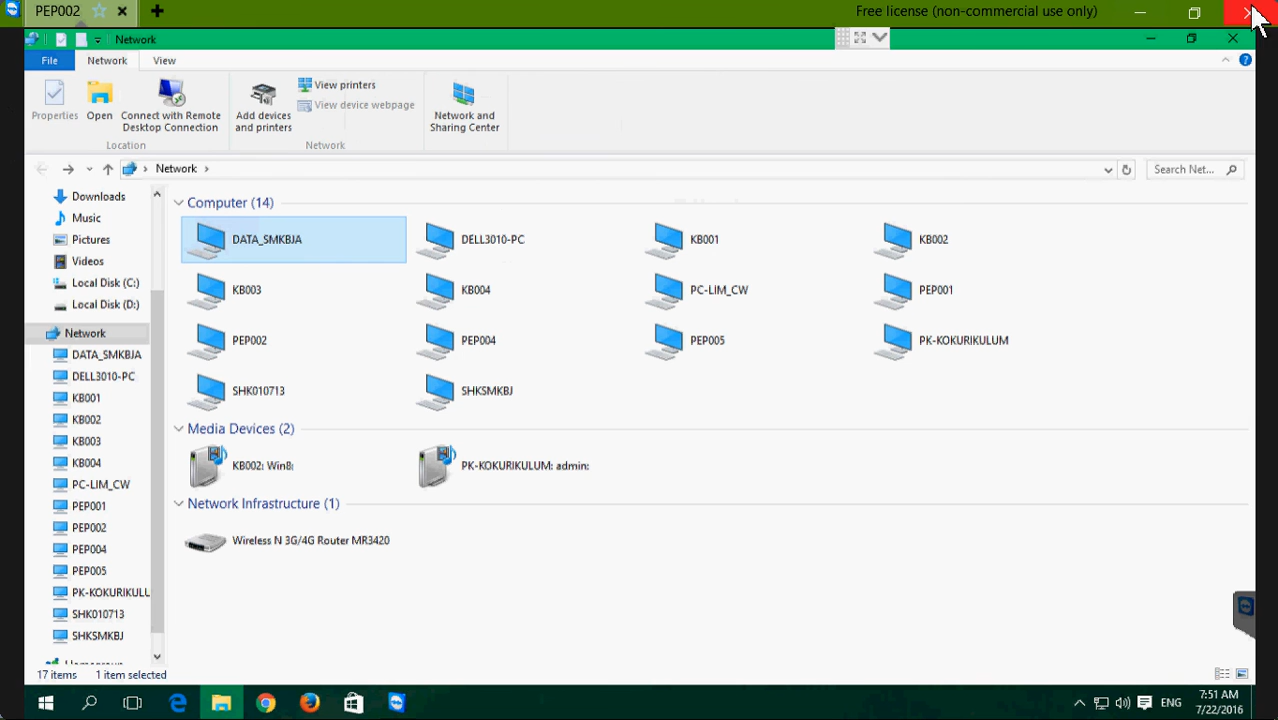 PEP002
Free license (non-commercial use only)
Network
File Network View
Properties Open Connect with Remote Desktop Connection
Location
Add devices and printers
View printers
View device webpage
Network
Network and Sharing Center
Network
Search Net...
Downloads
Music
Pictures
Videos
Local Disk (C:)
Local Disk (D:)
Network
DATA_SMKBJA
DELL3010-PC
KB001
KB002
KB003
KB004
PC-LIM_CW
PEP001
PEP002
PEP004
PEP005
PK-KOKURIKULU
SHK010713
SHKSMKBJ
Computer (14)
DATA_SMKBJA DELL3010-PC KB001 KB002
KB003 KB004 PC-LIM_CW PEP001
PEP002 PEP004 PEP005 PK-KOKURIKULUM
SHK010713 SHKSMKBJ
Media Devices (2)
KB002: Win8: PK-KOKURIKULUM: admin:
Network Infrastructure (1)
Wireless N 3G/4G Router MR3420
17 items 1 item selected
ENG
7:51 AM
7/22/2016